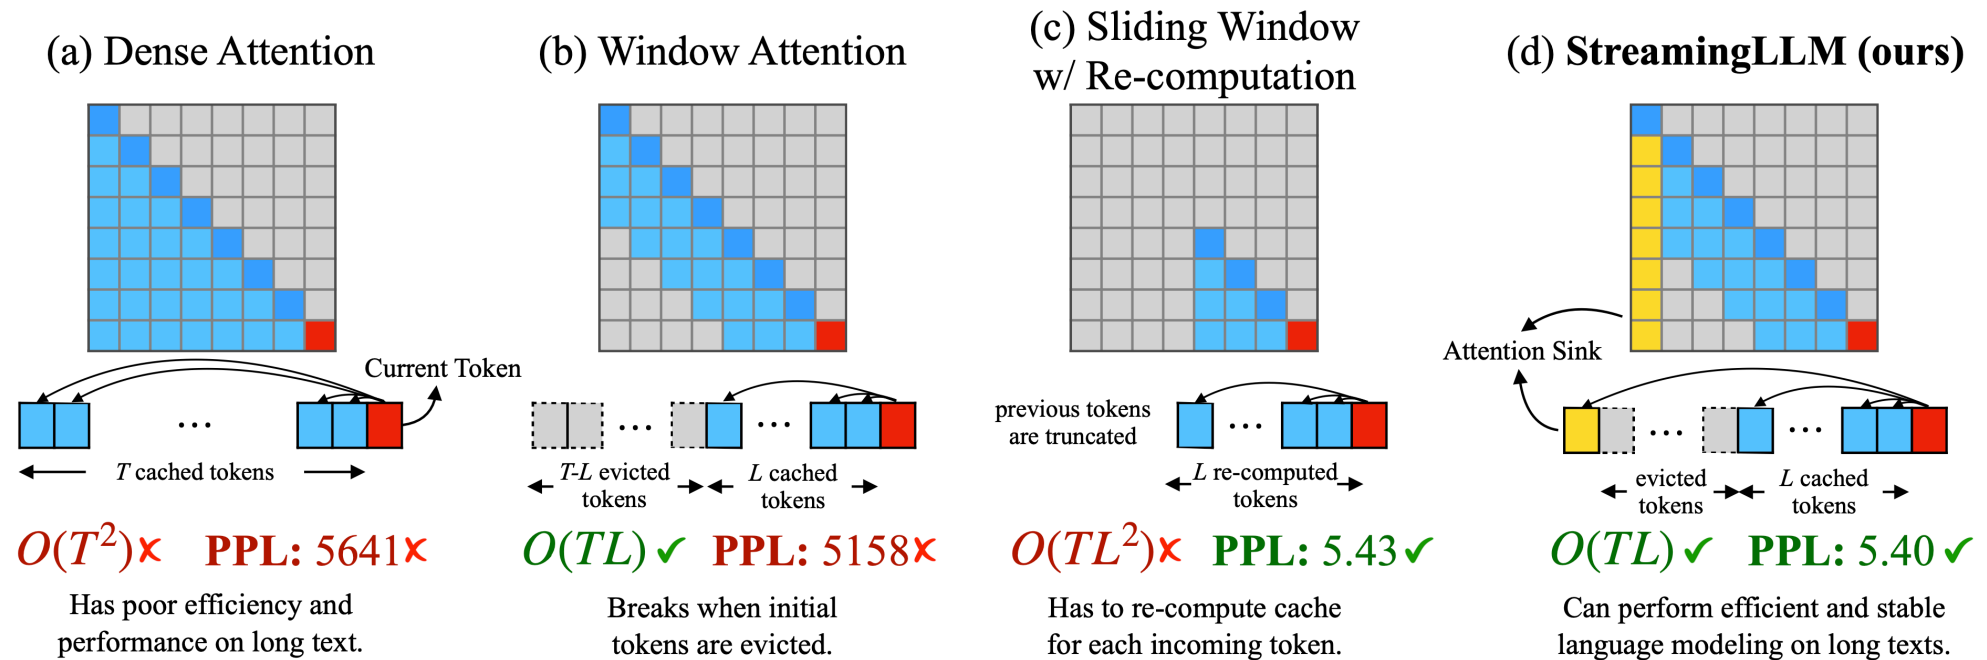 (a) Dense Attention
Current Token
...
T cached tokens
O(T²)✗ PPL: 5641✗
Has poor efficiency and
performance on long text.
(b) Window Attention
... ...
T-L evicted
tokens
L cached
tokens
O(TL)✓ PPL: 5158✗
Breaks when initial
tokens are evicted.
(c) Sliding Window
w/ Re-computation
previous tokens
are truncated
...
L re-computed
tokens
O(TL²)✗ PPL: 5.43✓
Has to re-compute cache
for each incoming token.
(d) StreamingLLM (ours)
Attention Sink
... ...
evicted
tokens
L cached
tokens
O(TL)✓ PPL: 5.40✓
Can perform efficient and stable
language modeling on long texts.